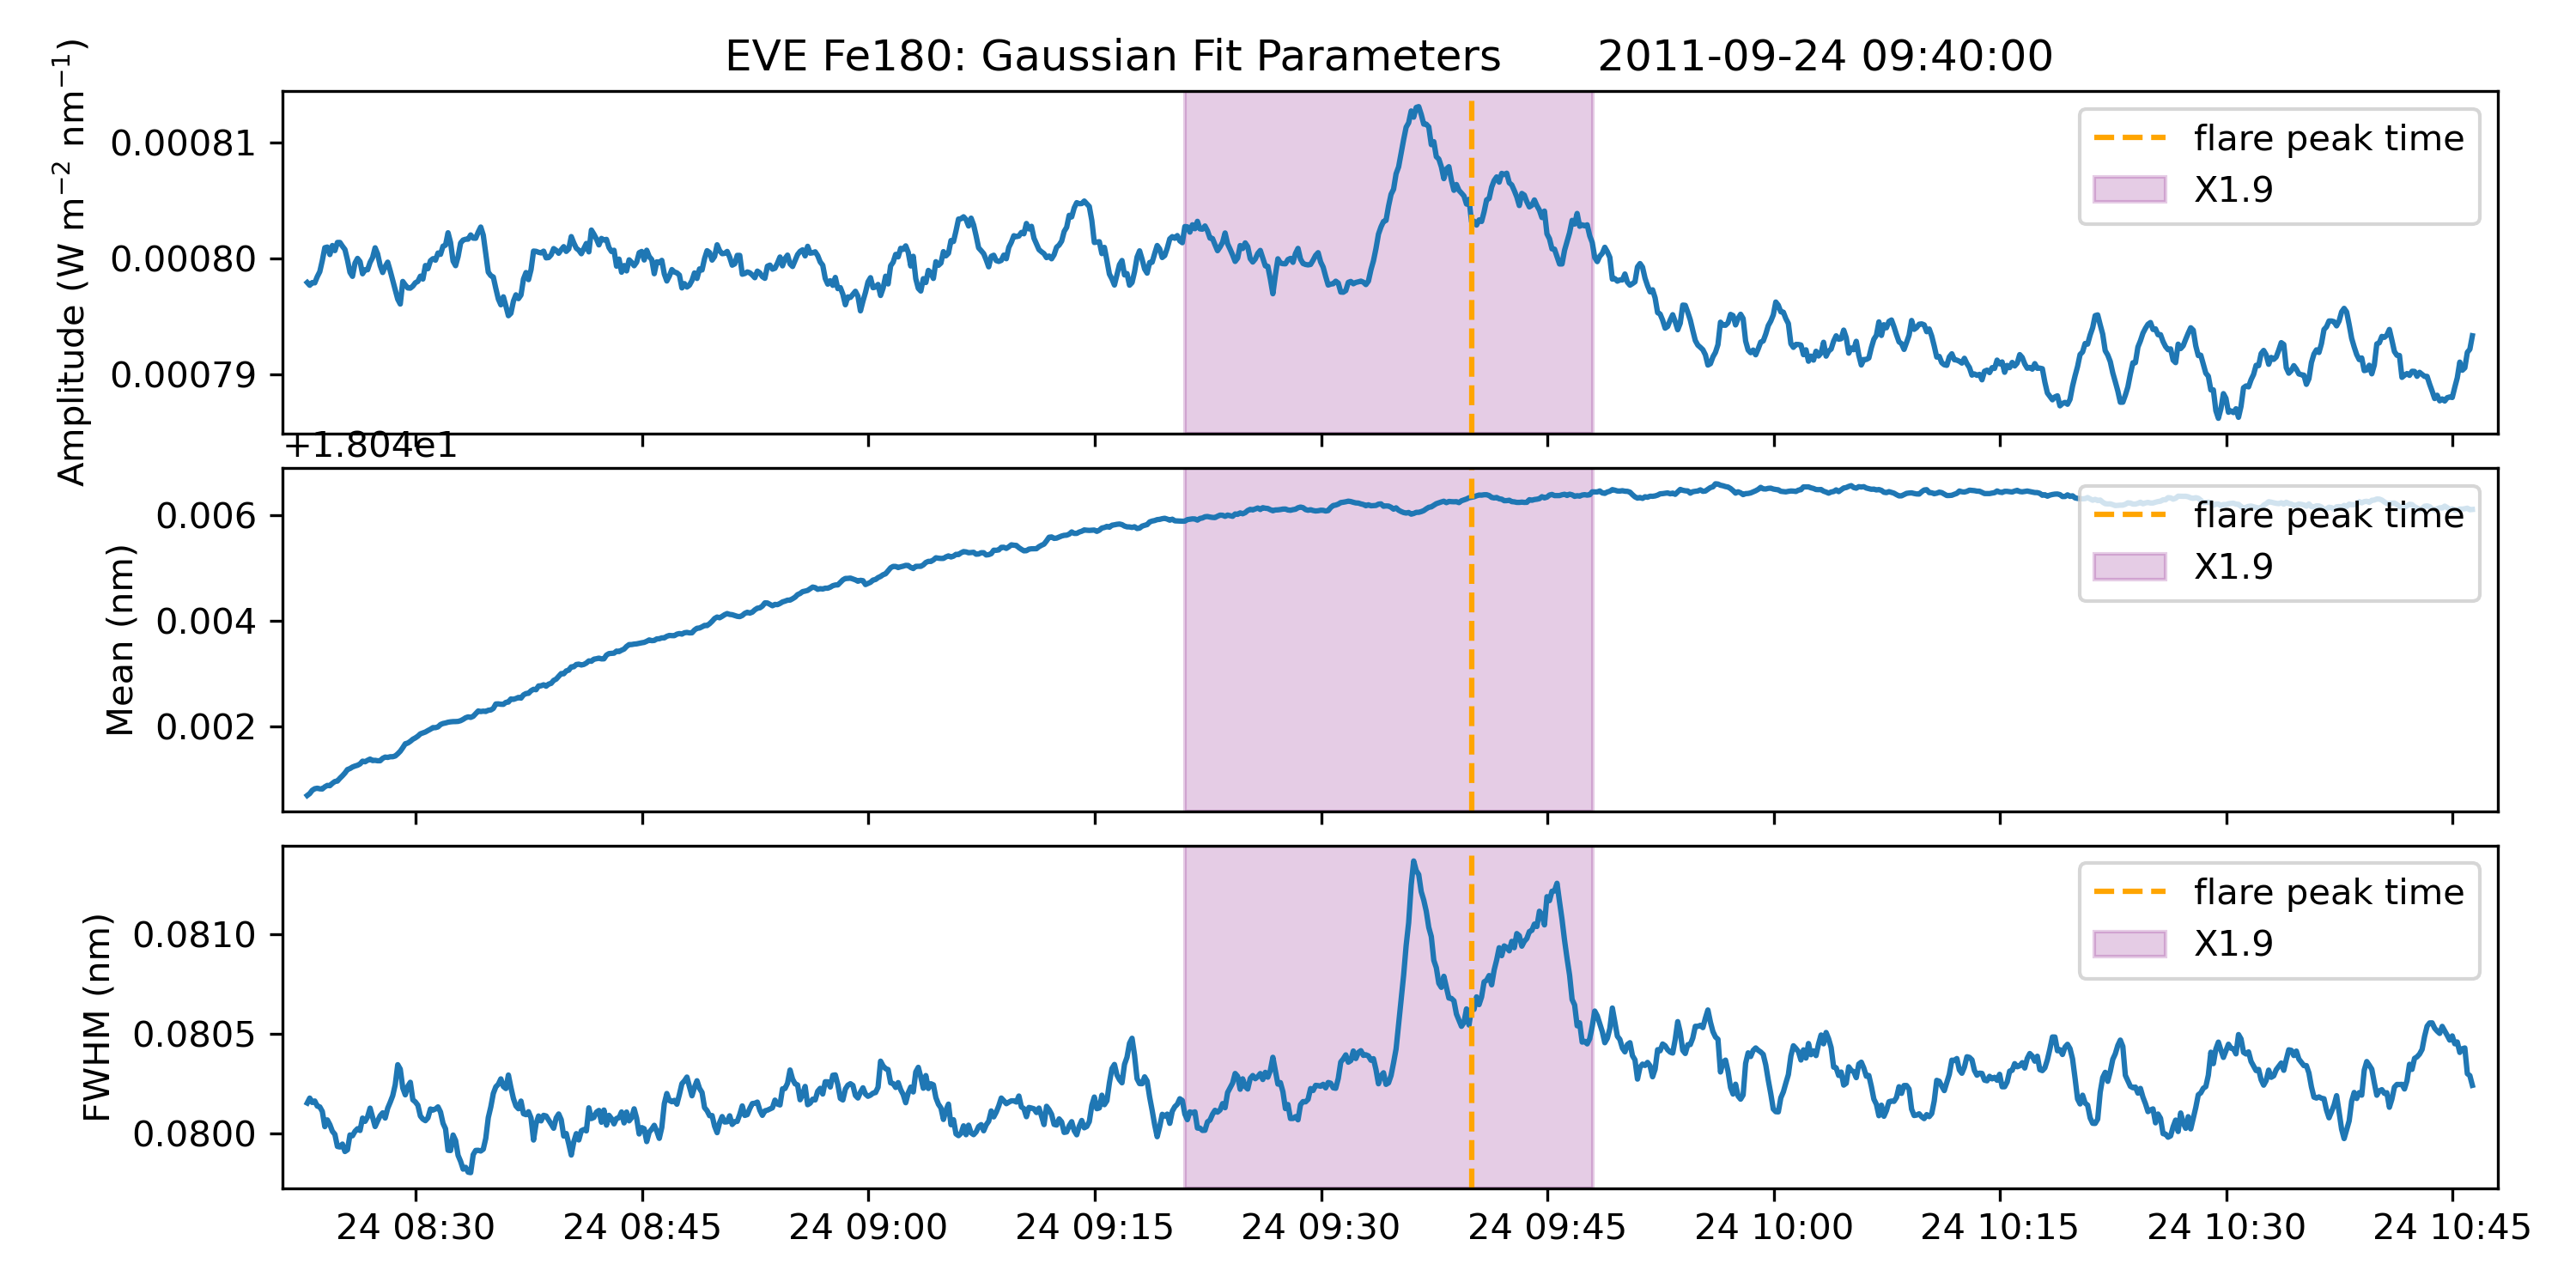 EVE Fe180: Gaussian Fit Parameters 2011-09-24 09:40:00
Amplitude (W m⁻² nm⁻¹)
0.00081
0.00080
0.00079
flare peak time
X1.9
+1.804e1
Mean (nm)
0.006
0.004
0.002
flare peak time
X1.9
FWHM (nm)
0.0810
0.0805
0.0800
flare peak time
X1.9
24 08:30 24 08:45 24 09:00 24 09:15 24 09:30 24 09:45 24 10:00 24 10:15 24 10:30 24 10:45